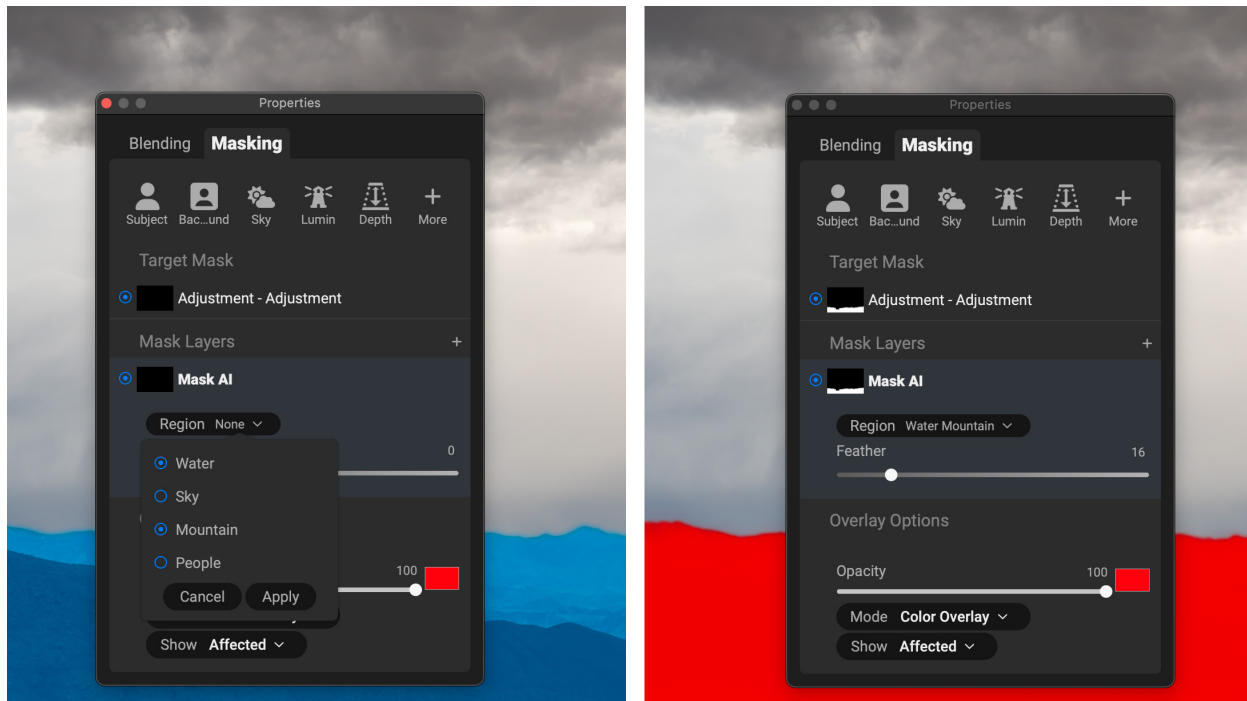 Properties
Blending Masking
Subject Bac...und Sky Lumin Depth More
Target Mask
Adjustment - Adjustment
Mask Layers +
Mask AI
Region None
0
Water
Sky
Mountain
People
100
Cancel Apply
Show Affected
Properties
Blending Masking
Subject Bac...und Sky Lumin Depth More
Target Mask
Adjustment - Adjustment
Mask Layers +
Mask AI
Region Water Mountain
Feather 16
Overlay Options
Opacity 100
Mode Color Overlay
Show Affected